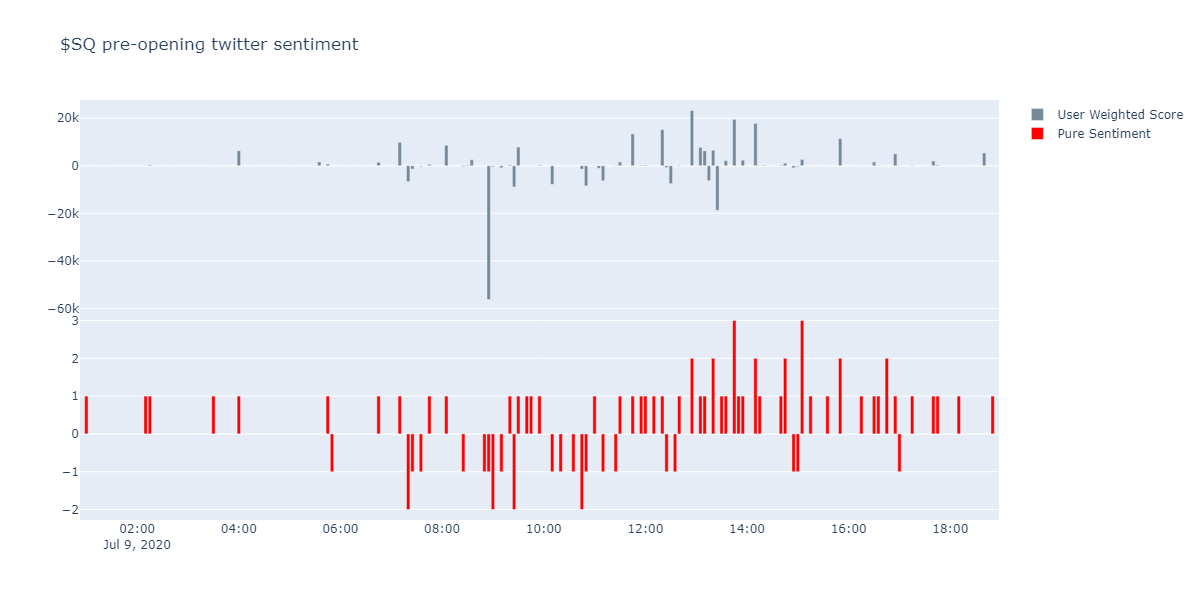 $SQ pre-opening twitter sentiment
User Weighted Score
Pure Sentiment
20k
0
−20k
−40k
−60k
3
2
1
0
−1
−2
02:00 04:00 06:00 08:00 10:00 12:00 14:00 16:00 18:00
Jul 9, 2020